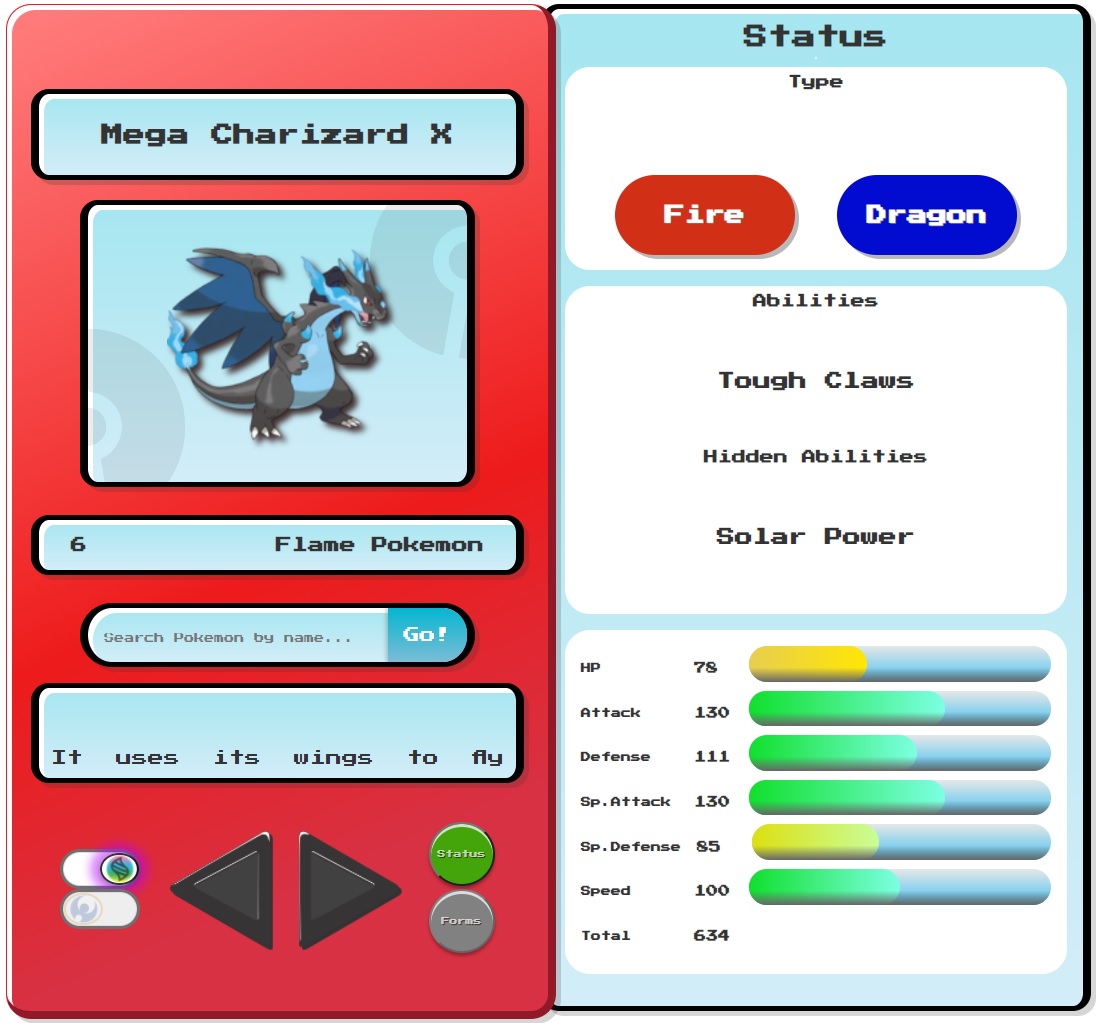 Mega Charizard X
6 Flame Pokemon
Search Pokemon by name... Go!
It uses its wings to fly
Status
Forms
Status
Type
Fire Dragon
Abilities
Tough Claws
Hidden Abilities
Solar Power
HP 78
Attack 130
Defense 111
Sp.Attack 130
Sp.Defense 85
Speed 100
Total 634